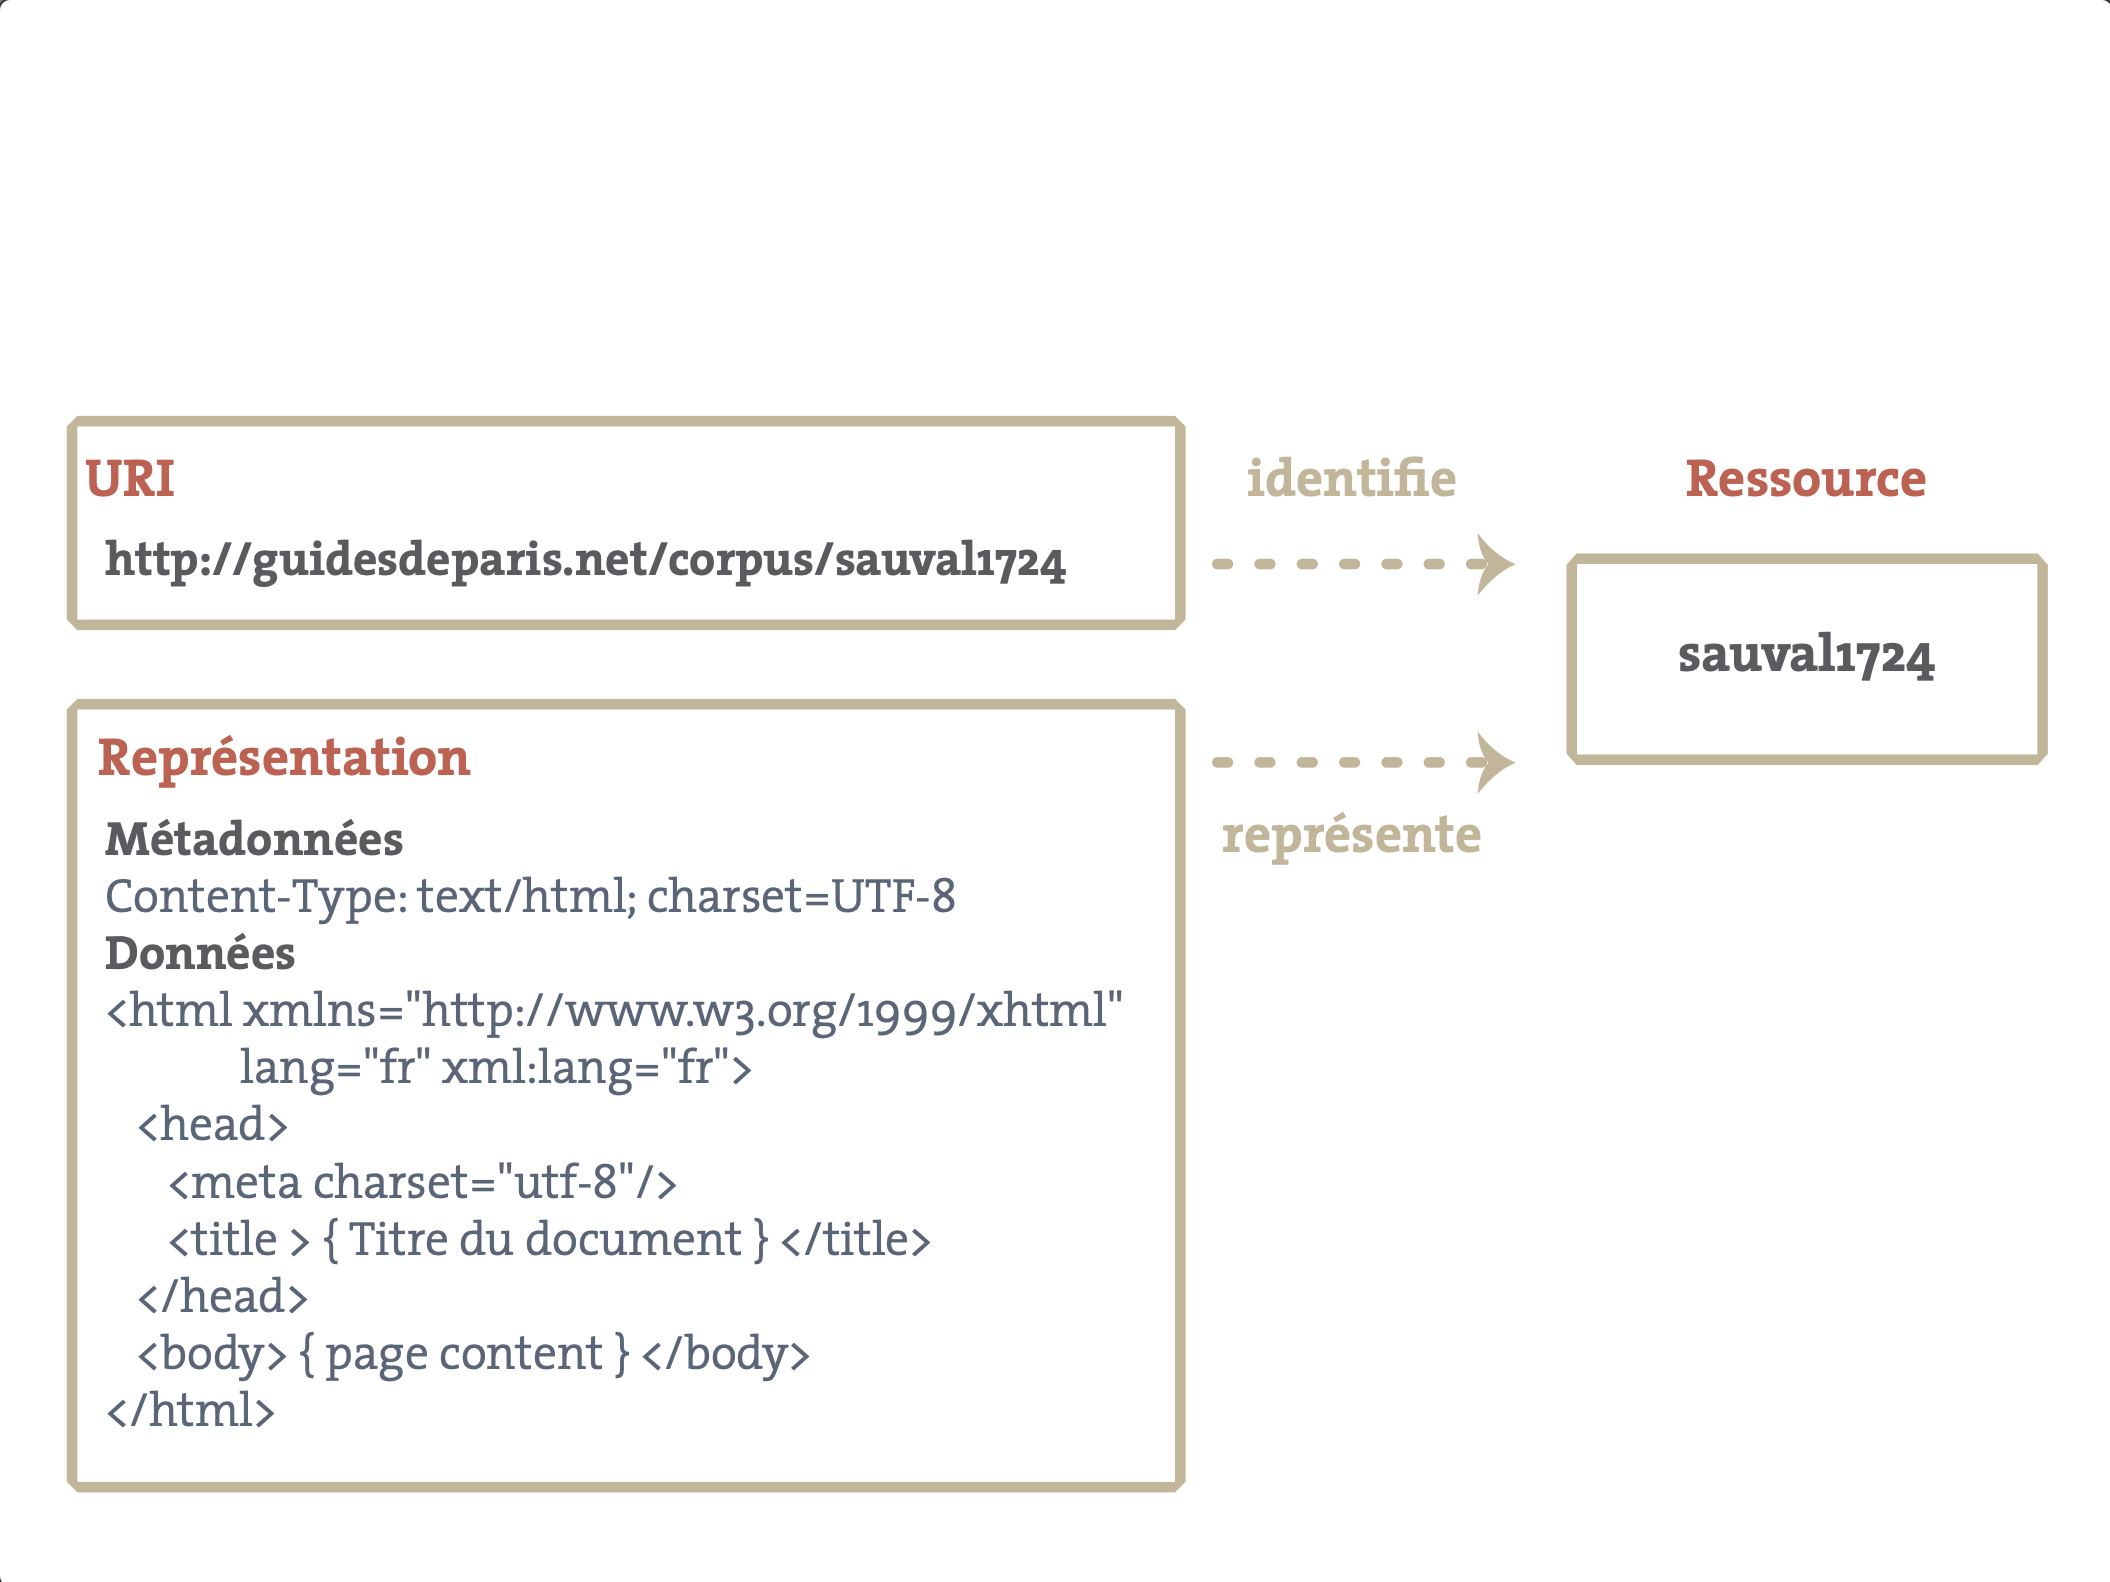 URI
http://guidesdeparis.net/corpus/sauval1724
identifie
Ressource
sauval1724
Représentation
Métadonnées
Content-Type: text/html; charset=UTF-8
Données
<html xmlns="http://www.w3.org/1999/xhtml"
lang="fr" xml:lang="fr">
<head>
<meta charset="utf-8"/>
<title > { Titre du document } </title>
</head>
<body> { page content } </body>
</html>
représente